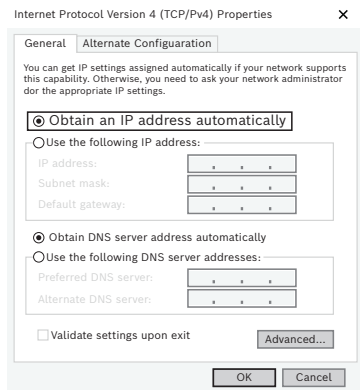 Internet Protocol Version 4 (TCP/Pv4) Properties
General
Alternate Configuaration
You can get IP settings assigned automatically if your network supports
this capability. Otherwise, you need to ask your network administrator
dor the appropriate IP settings.
Obtain an IP address automatically
Use the following IP address:
IP address:
Subnet mask:
Default gateway:
Obtain DNS server address automatically
Use the following DNS server addresses:
Preferred DNS server:
Alternate DNS server:
Validate settings upon exit
Advanced...
OK
Cancel